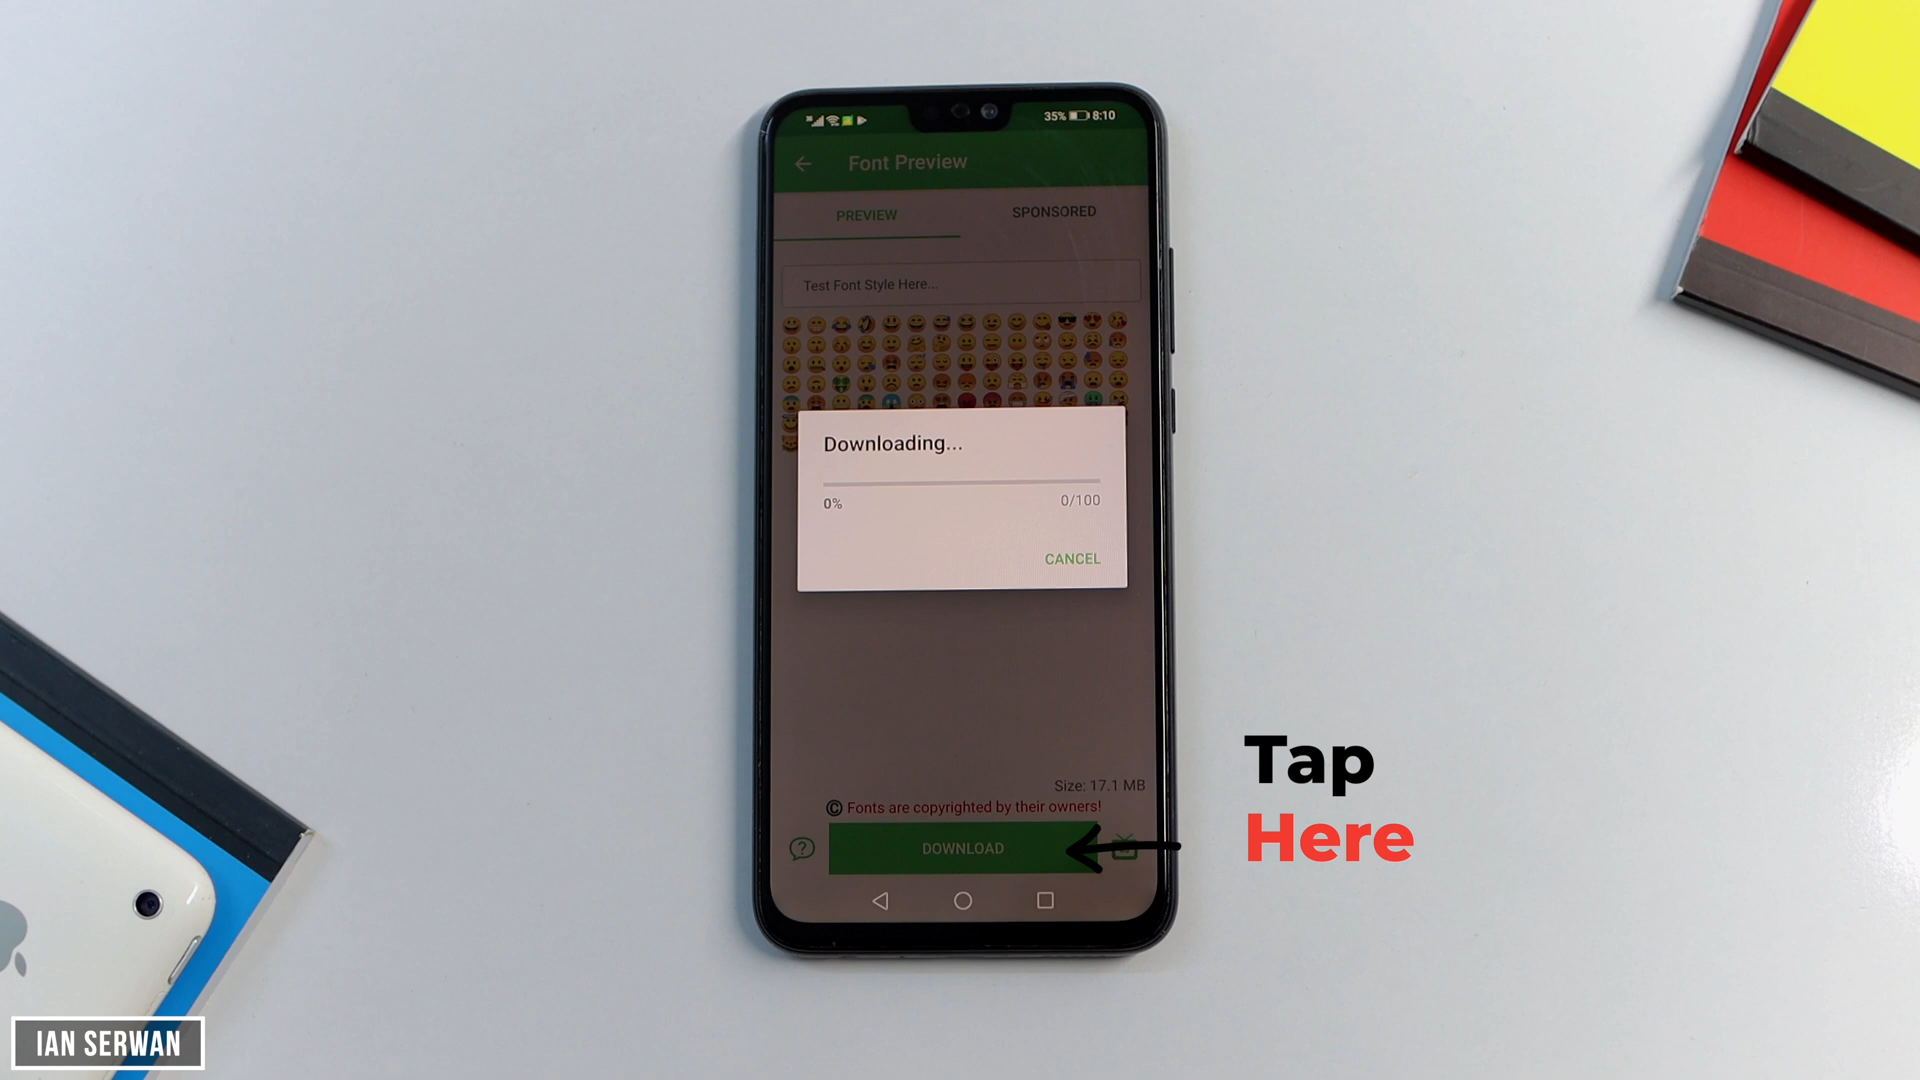 35% 8:10
Font Preview
PREVIEW
SPONSORED
Test Font Style Here...
Downloading...
0%
0/100
CANCEL
Size: 17.1 MB
© Fonts are copyrighted by their owners!
DOWNLOAD
Tap
Here
IAN SERWAN